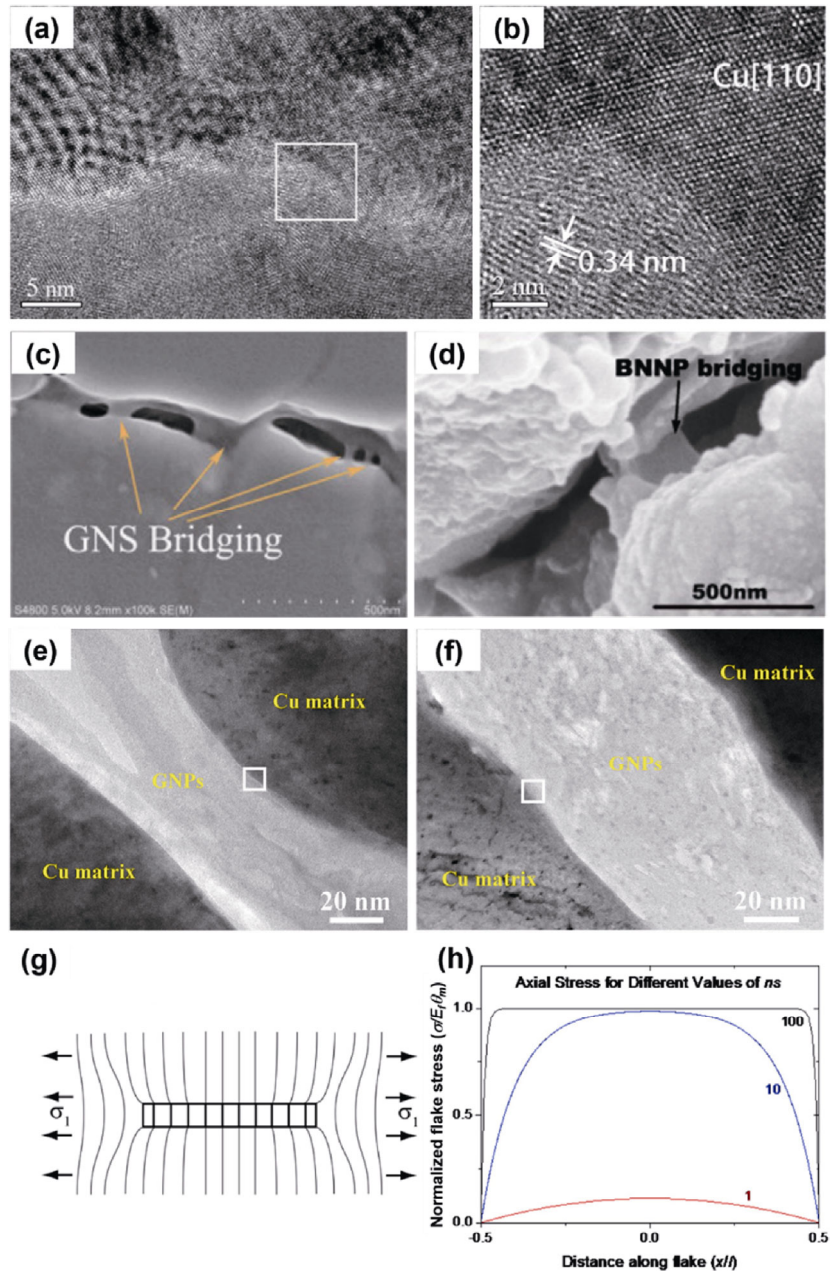 (a)
5 nm
(b)
Cu[110]
0.34 nm
2 nm
(c)
GNS Bridging
S4800 5.0kV 8.2mm x100k SE(M)
500nm
(d)
BNNP bridging
500nm
(e)
Cu matrix
GNPs
Cu matrix
20 nm
(f)
Cu matrix
GNPs
Cu matrix
20 nm
(g)
σ1
σ1
(h)
Axial Stress for Different Values of ns
100
10
1
Normalized flake stress (σ/Efθm)
1.0
0.5
0.0
-0.5
0.0
0.5
Distance along flake (x/l)